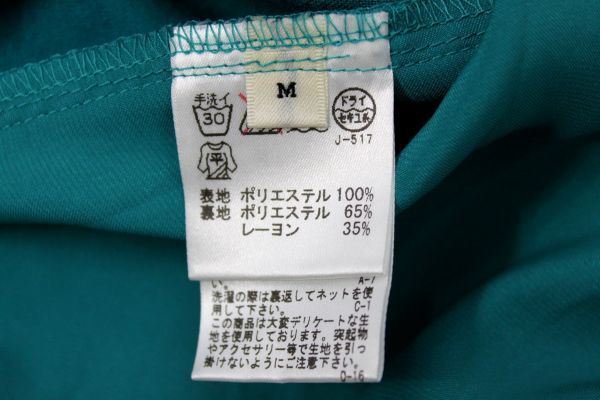 M
手洗イ
30
ドライ
セキユ系
J-517
平
表地 ポリエステル 100%
裏地 ポリエステル 65%
レーヨン 35%
い。
A-7
洗濯の際は裏返してネットを使
用して下さい。
C-1
この商品は大変デリケートな生
地を使用しております。突起物
やアクセサリー等で生地を引っ
掛けないようにご注意下さい。
O-16